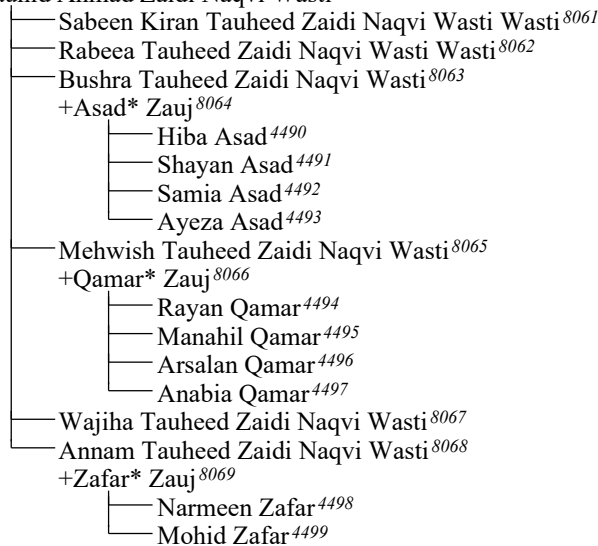 Sabeen Kiran Tauheed Zaidi Naqvi Wasti Wasti 8061
Rabeea Tauheed Zaidi Naqvi Wasti Wasti 8062
Bushra Tauheed Zaidi Naqvi Wasti 8063
+Asad* Zauj 8064
Hiba Asad 4490
Shayan Asad 4491
Samia Asad 4492
Ayeza Asad 4493
Mehwish Tauheed Zaidi Naqvi Wasti 8065
+Qamar* Zauj 8066
Rayan Qamar 4494
Manahil Qamar 4495
Arsalan Qamar 4496
Anabia Qamar 4497
Wajiha Tauheed Zaidi Naqvi Wasti 8067
Annam Tauheed Zaidi Naqvi Wasti 8068
+Zafar* Zauj 8069
Narmeen Zafar 4498
Mohid Zafar 4499